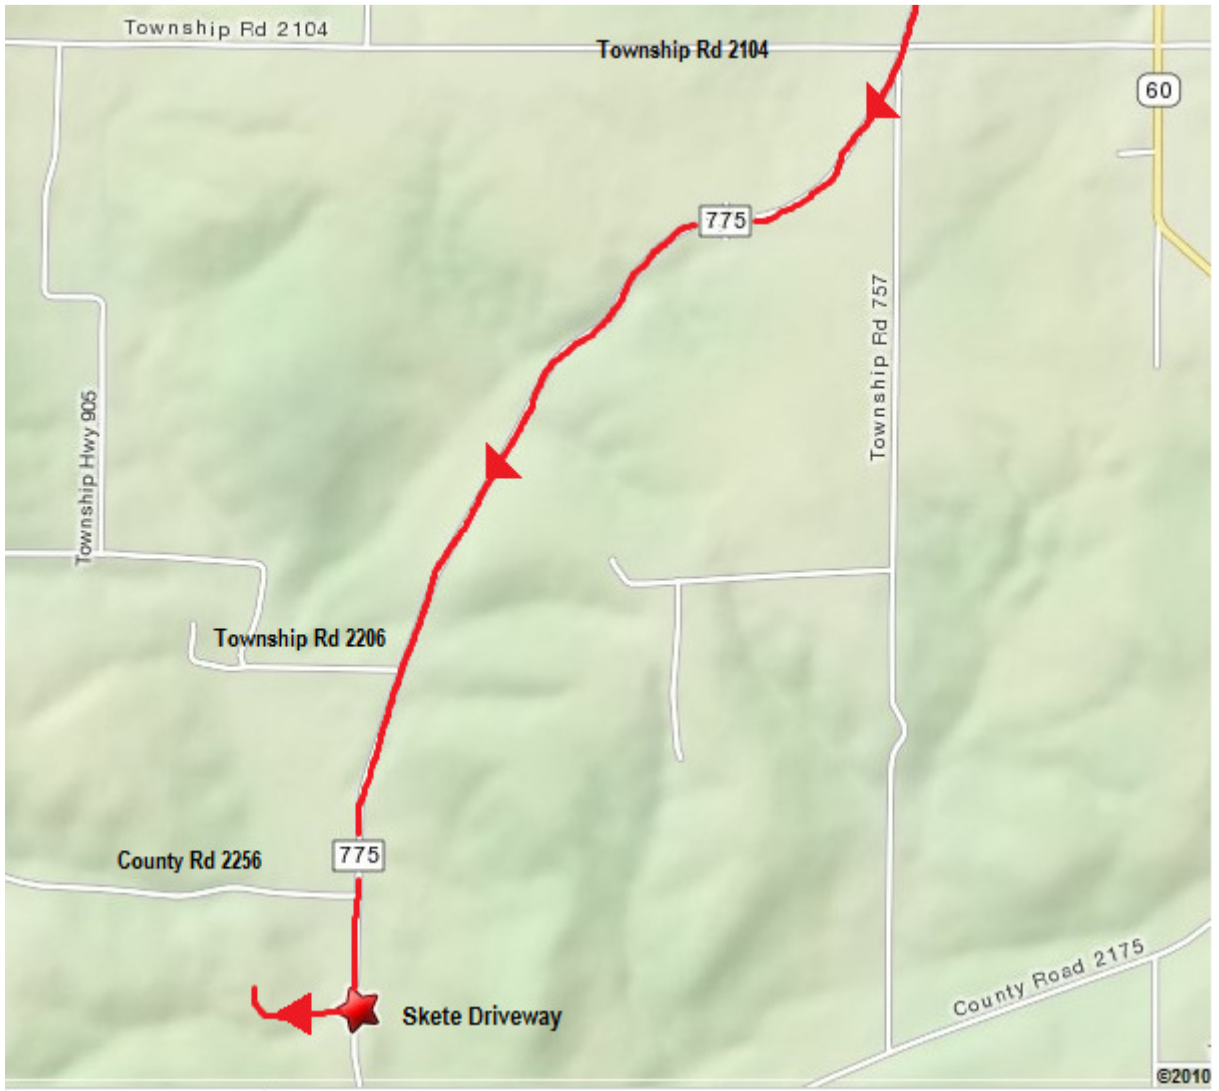 Township Rd 2104
Township Rd 2104
60
775
Township Rd 757
Township Hwy 905
Township Rd 2206
775
County Rd 2256
County Road 2175
Skete Driveway
©2010